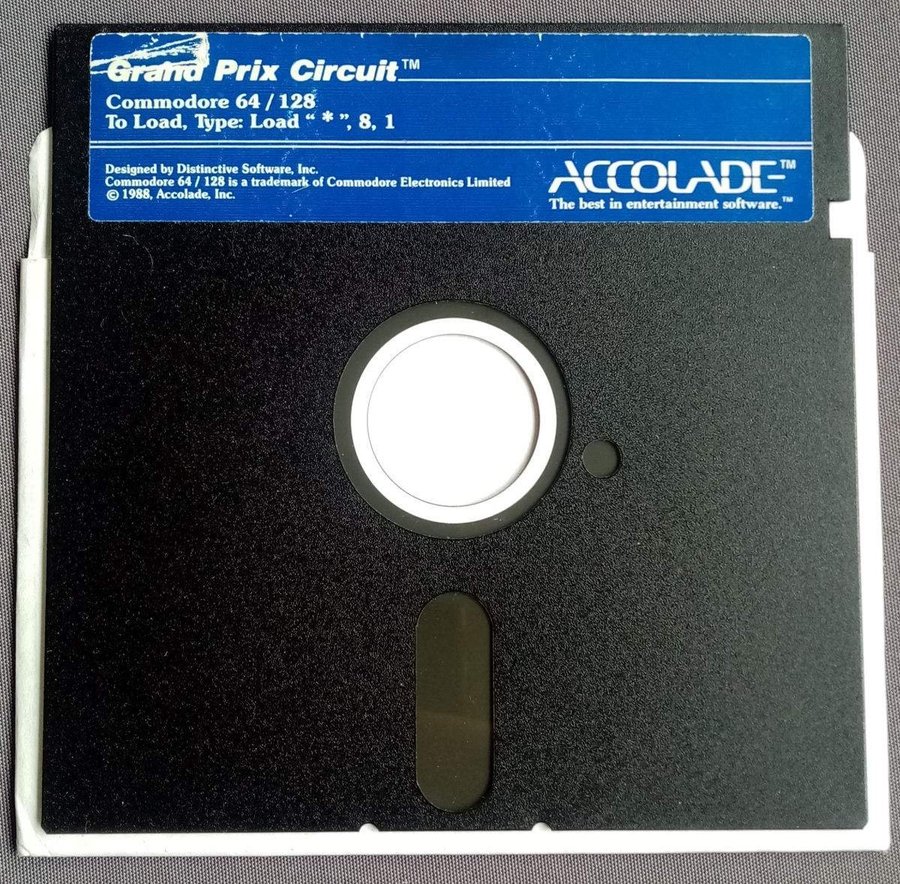 Grand Prix Circuit™
Commodore 64 / 128
To Load, Type: Load “ * ”, 8, 1
Designed by Distinctive Software, Inc.
Commodore 64 / 128 is a trademark of Commodore Electronics Limited
© 1988, Accolade, Inc.
ACCOLADE™
The best in entertainment software.™